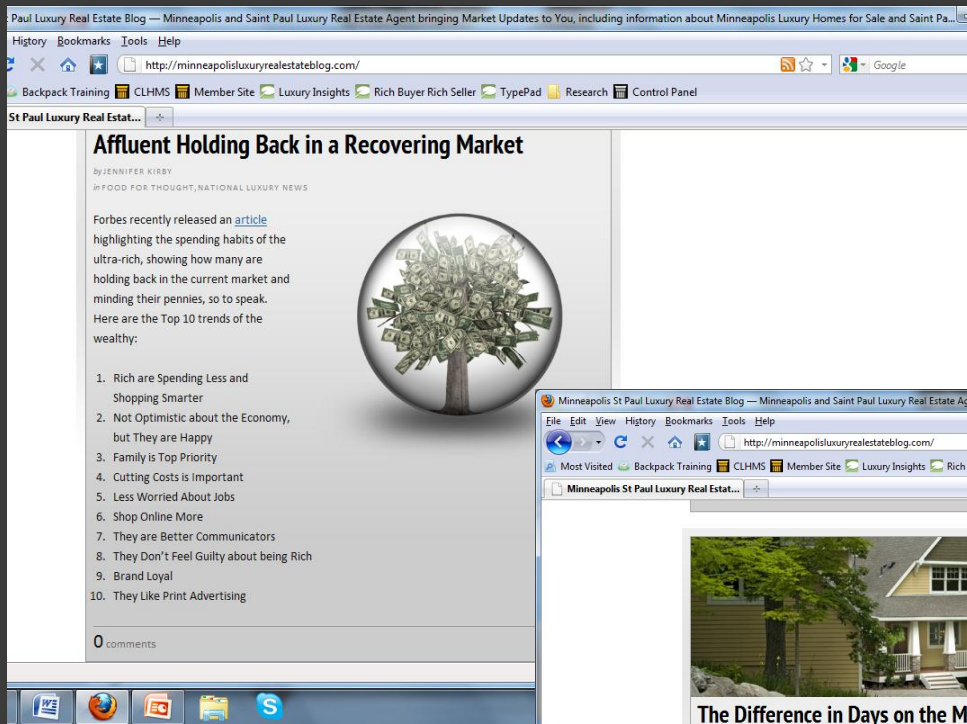 : Paul Luxury Real Estate Blog — Minneapolis and Saint Paul Luxury Real Estate Agent bringing Market Updates to You, including information about Minneapolis Luxury Homes for Sale and Saint Pa...
History Bookmarks Tools Help
http://minneapolisluxuryrealestateblog.com/
Google
Backpack Training CLHMS Member Site Luxury Insights Rich Buyer Rich Seller TypePad Research Control Panel
St Paul Luxury Real Estat...
Affluent Holding Back in a Recovering Market
by JENNIFER KIRBY
in FOOD FOR THOUGHT, NATIONAL LUXURY NEWS
Forbes recently released an article
highlighting the spending habits of the
ultra-rich, showing how many are
holding back in the current market and
minding their pennies, so to speak.
Here are the Top 10 trends of the
wealthy:
1. Rich are Spending Less and
Shopping Smarter
2. Not Optimistic about the Economy,
but They are Happy
3. Family is Top Priority
4. Cutting Costs is Important
5. Less Worried About Jobs
6. Shop Online More
7. They are Better Communicators
8. They Don't Feel Guilty about being Rich
9. Brand Loyal
10. They Like Print Advertising
0 comments
Minneapolis St Paul Luxury Real Estate Blog — Minneapolis and Saint Paul Luxury Real Estate Ag
File Edit View History Bookmarks Tools Help
http://minneapolisluxuryrealestateblog.com/
Most Visited Backpack Training CLHMS Member Site Luxury Insights Rich
Minneapolis St Paul Luxury Real Estat...
The Difference in Days on the M